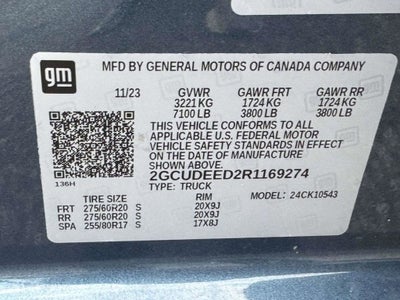 gm
MFD BY GENERAL MOTORS OF CANADA COMPANY
11/23 GVWR GAWR FRT GAWR RR
3221 KG 1724 KG 1724 KG
7100 LB 3800 LB 3800 LB
THIS VEHICLE CONFORMS TO ALL
APPLICABLE U.S. FEDERAL MOTOR
VEHICLE SAFETY STANDARDS IN EFFECT
ON THE DATE OF MANUFACTURE SHOWN ABOVE.
136H
2GCUDEED2R1169274
TYPE: TRUCK MODEL: 24CK10543
TIRE SIZE RIM
FRT 275/60R20 S 20X9J
RR 275/60R20 S 20X9J
SPA 255/80R17 S 17X8J